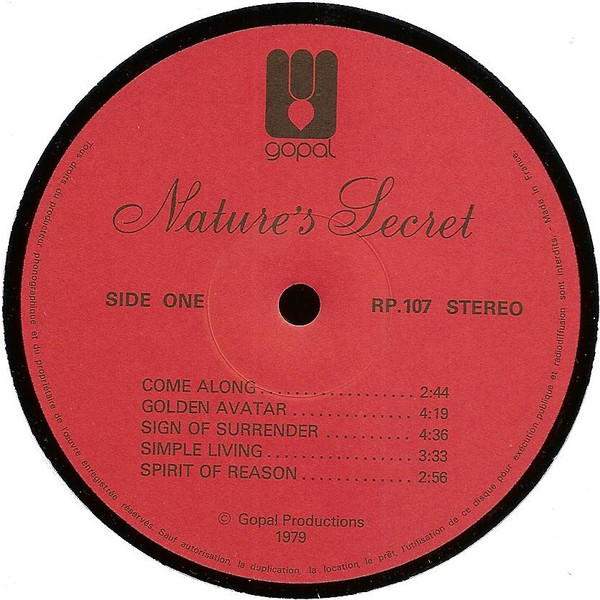 gopal
Nature's Secret
SIDE ONE
RP.107 STEREO
COME ALONG.................... 2:44
GOLDEN AVATAR............... 4:19
SIGN OF SURRENDER ........... 4:36
SIMPLE LIVING.................. 3:33
SPIRIT OF REASON.............. 2:56
© Gopal Productions
1979
Tous droits du producteur phonographique et du propriétaire de l'œuvre enregistrée réservés. Sauf autorisation, la duplication, la location, le prêt, l'utilisation de ce disque pour exécution publique et radiodiffusion sont interdits. - Made in France.